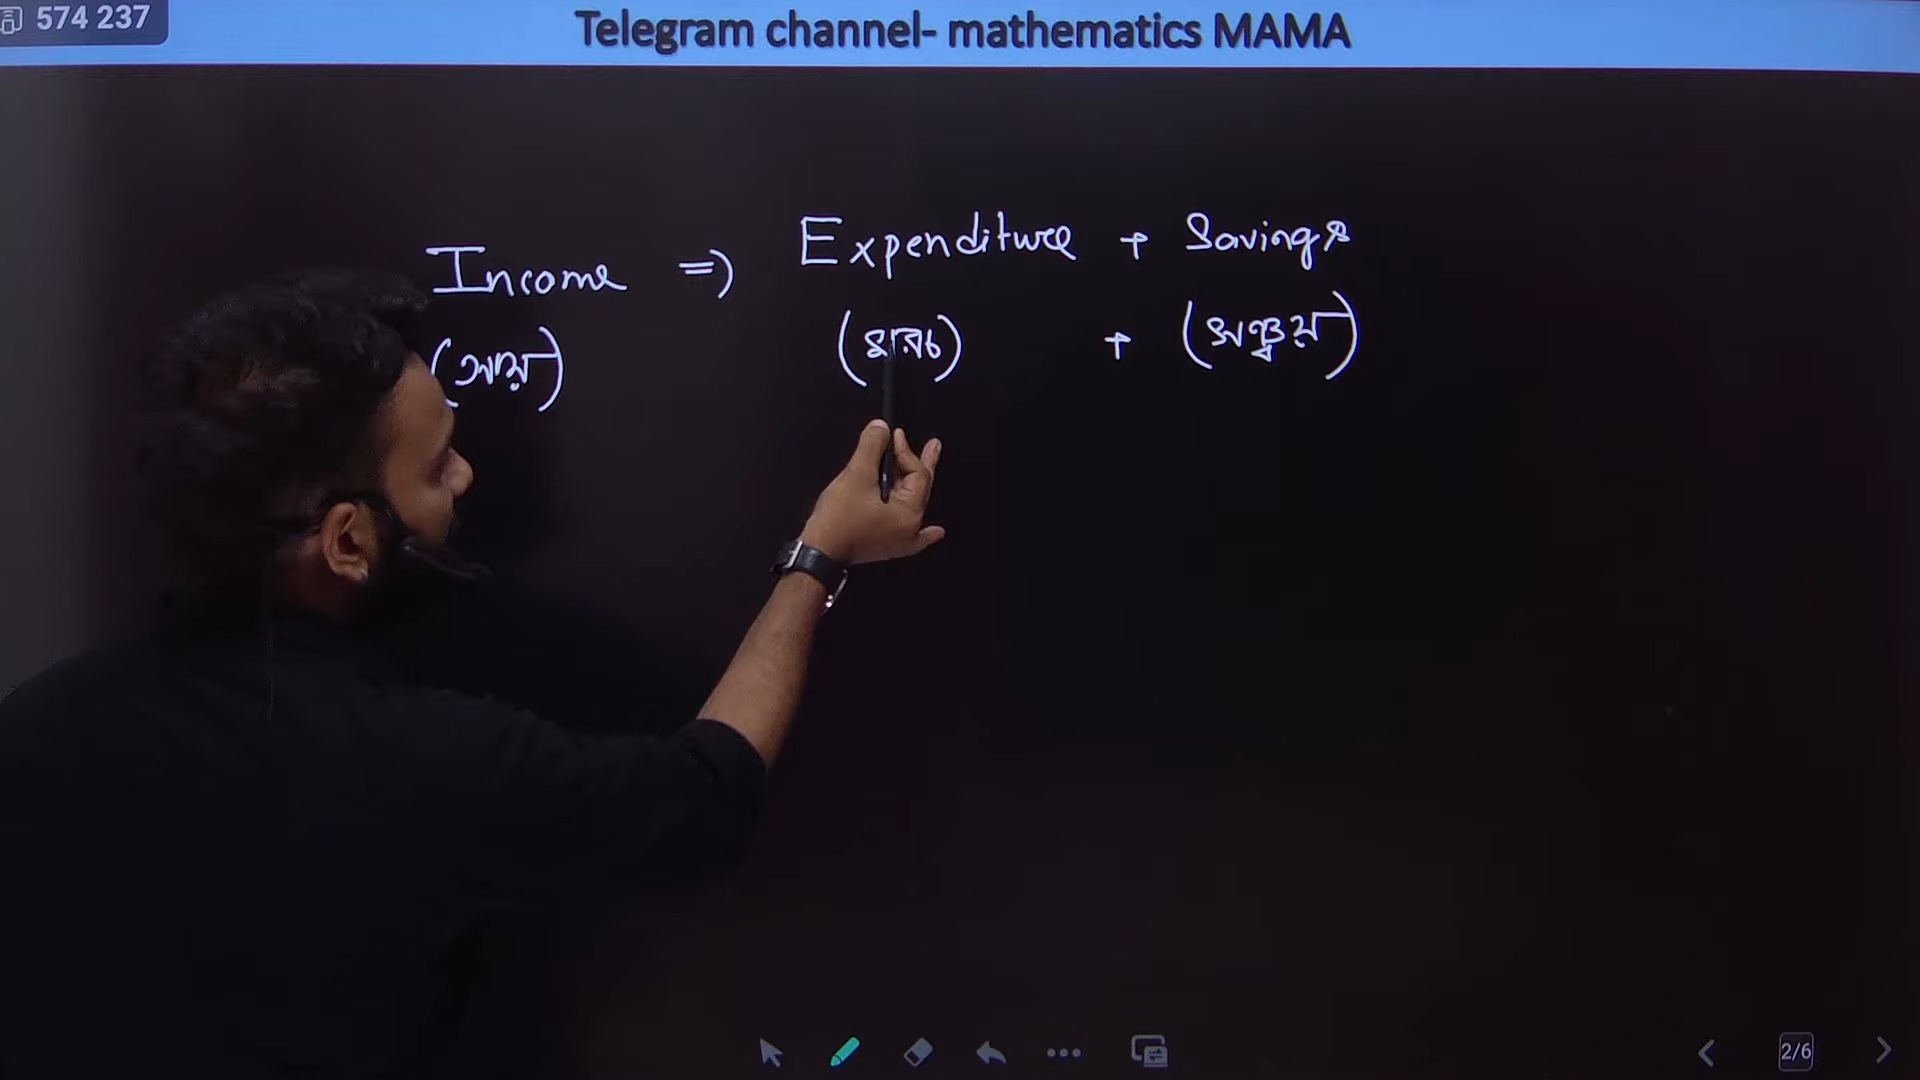 574 237
Telegram channel- mathematics MAMA
Income => Expenditure + Savings
(আয়) (খরচ) + (সঞ্চয়)
2/6